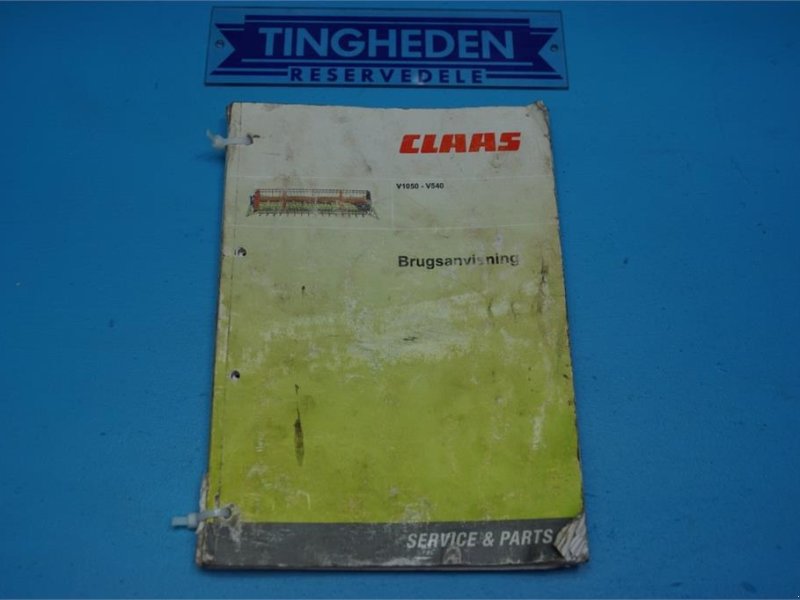 TINGHEDEN
RESERVEDELE
CLAAS
V1050 - V540
Brugsanvisning
SERVICE & PARTS